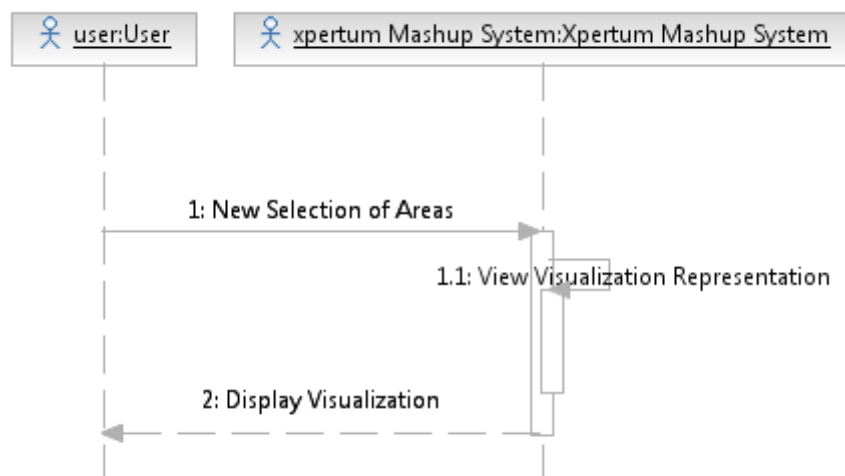 user:User
xpertum Mashup System:Xpertum Mashup System
1: New Selection of Areas
1.1: View Visualization Representation
2: Display Visualization